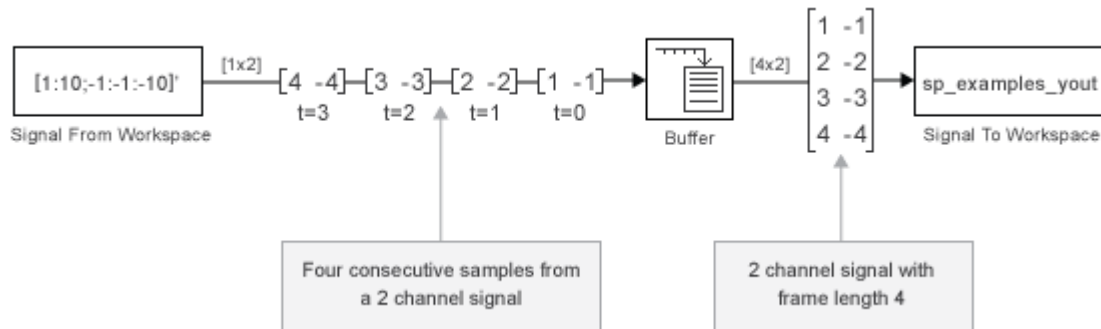 [1:10;-1:-1:-10]'
Signal From Workspace
[1x2]
[4 -4] [3 -3] [2 -2] [1 -1]
t=3 t=2 t=1 t=0
Buffer
[4x2]
1 -1
2 -2
3 -3
4 -4
sp_examples_yout
Signal To Workspace
Four consecutive samples from
a 2 channel signal
2 channel signal with
frame length 4